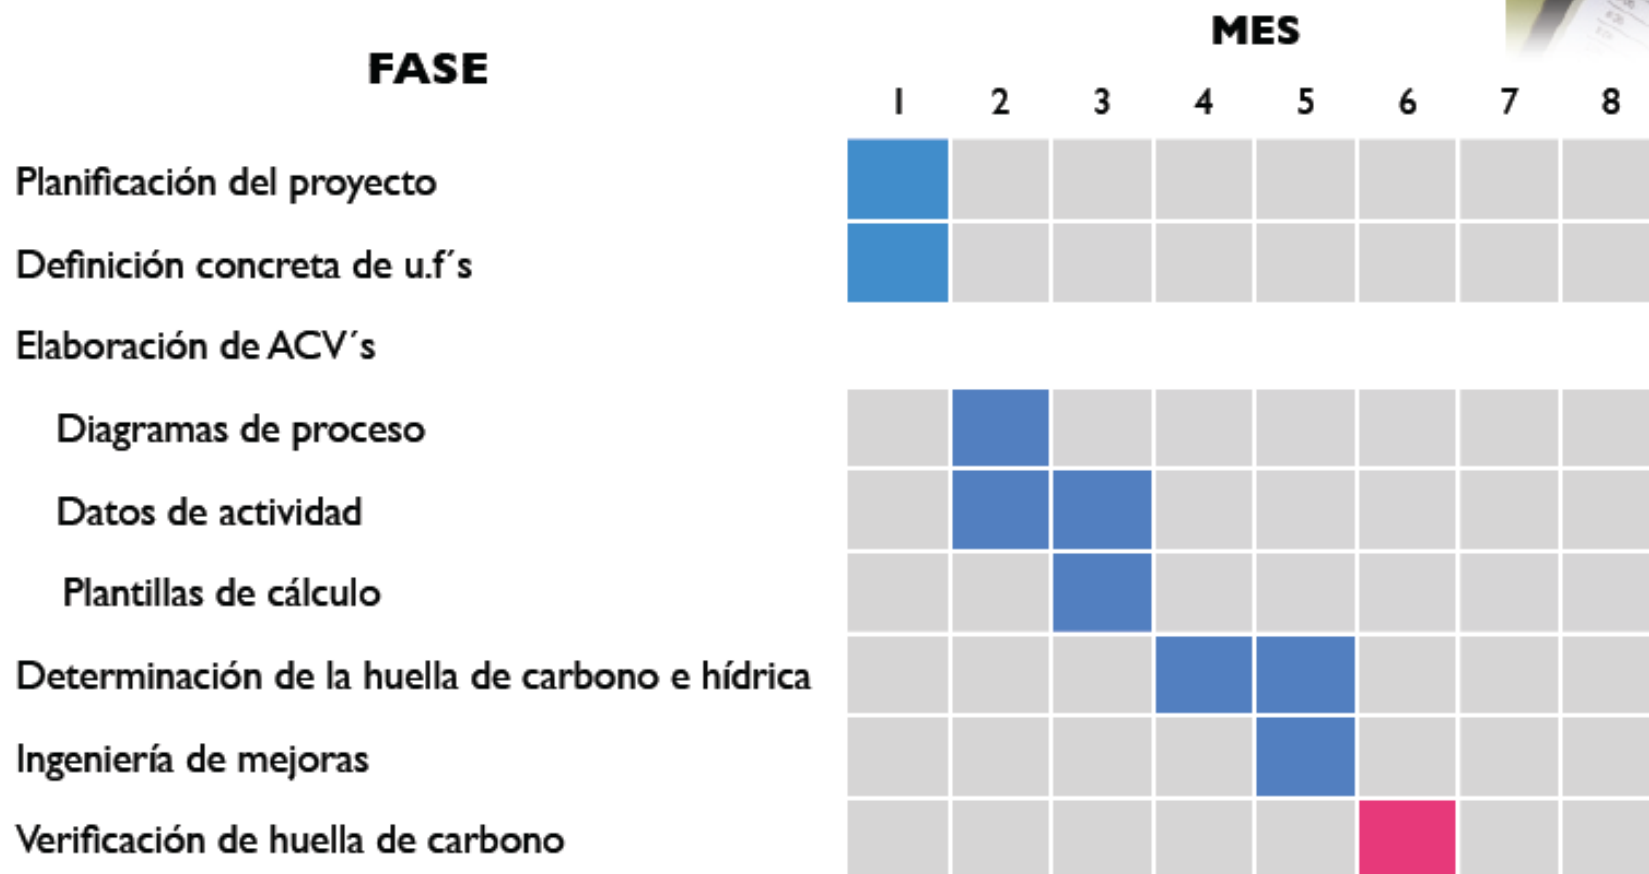 MES
FASE
1 2 3 4 5 6 7 8
Planificación del proyecto
Definición concreta de u.f´s
Elaboración de ACV´s
Diagramas de proceso
Datos de actividad
Plantillas de cálculo
Determinación de la huella de carbono e hídrica
Ingeniería de mejoras
Verificación de huella de carbono